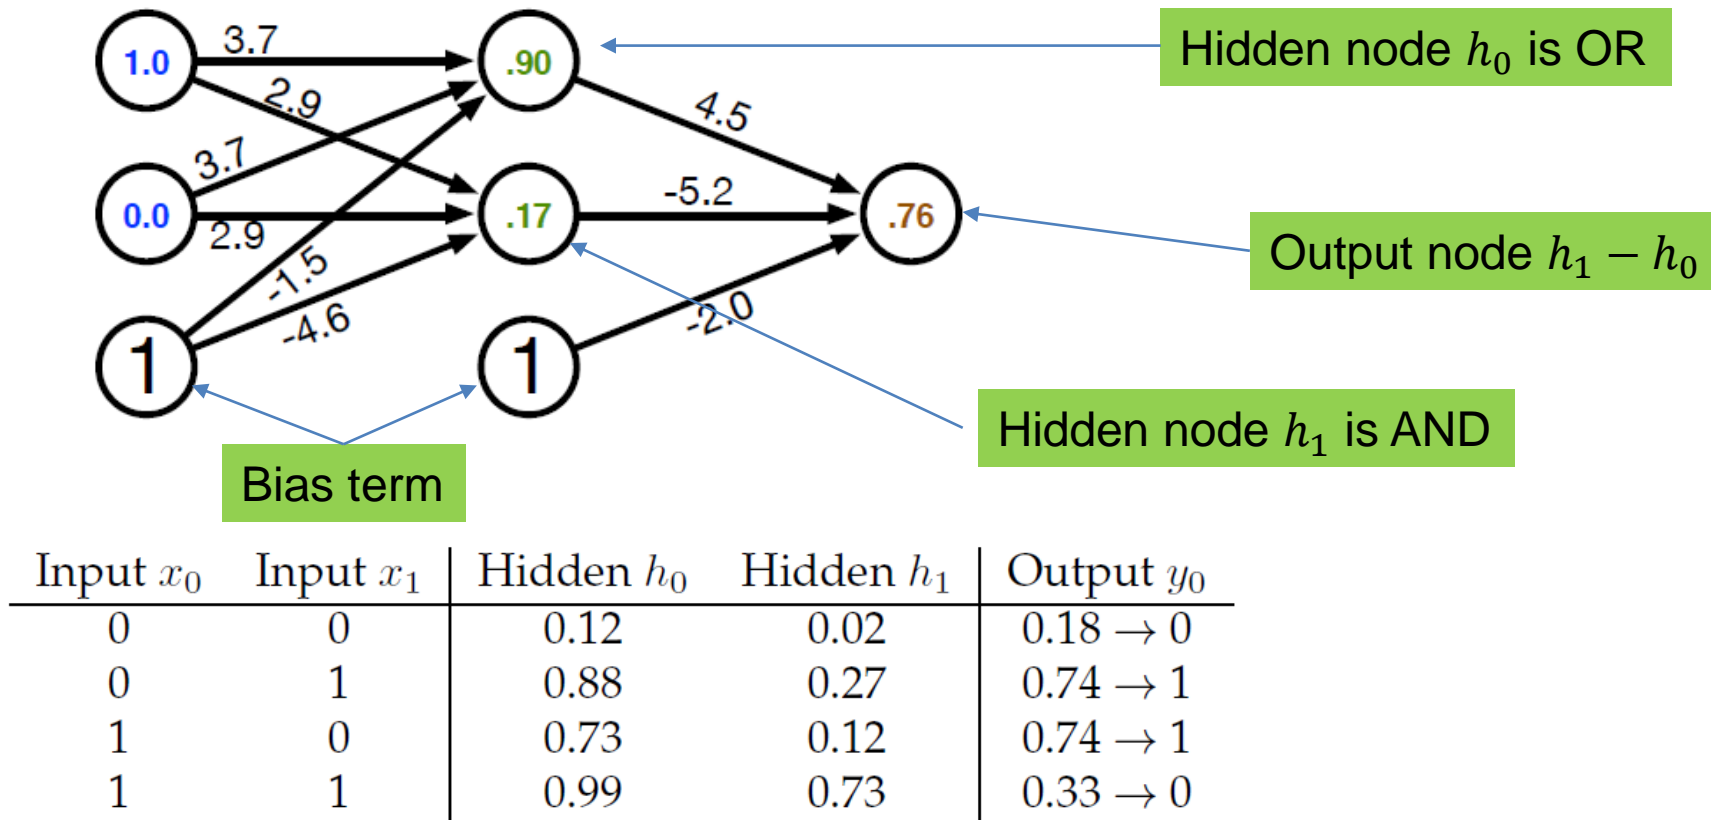 1.0
3.7
.90
Hidden node h₀ is OR
2.9
4.5
3.7
0.0
2.9
.17
-5.2
.76
Output node h₁ − h₀
-1.5
-4.6
-2.0
1
1
Hidden node h₁ is AND
Bias term
Input x₀ Input x₁ Hidden h₀ Hidden h₁ Output y₀
0 0 0.12 0.02 0.18 → 0
0 1 0.88 0.27 0.74 → 1
1 0 0.73 0.12 0.74 → 1
1 1 0.99 0.73 0.33 → 0